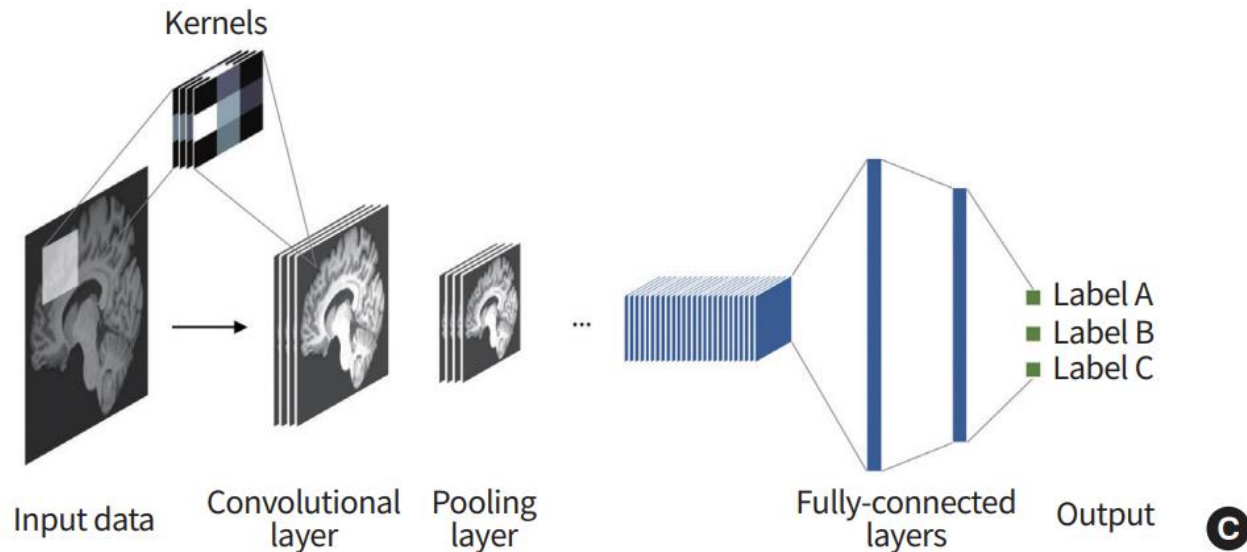 Kernels
...
Label A
Label B
Label C
Input data
Convolutional
layer
Pooling
layer
Fully-connected
layers
Output
C